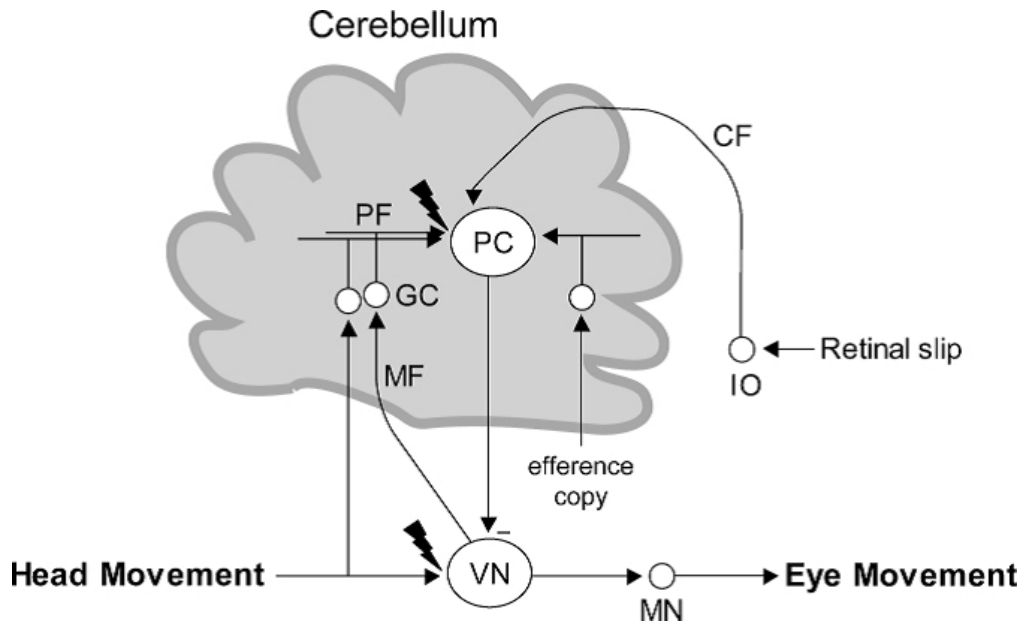 Cerebellum
CF
PF
PC
GC
Retinal slip
IO
MF
efference
copy
–
Head Movement
VN
Eye Movement
MN